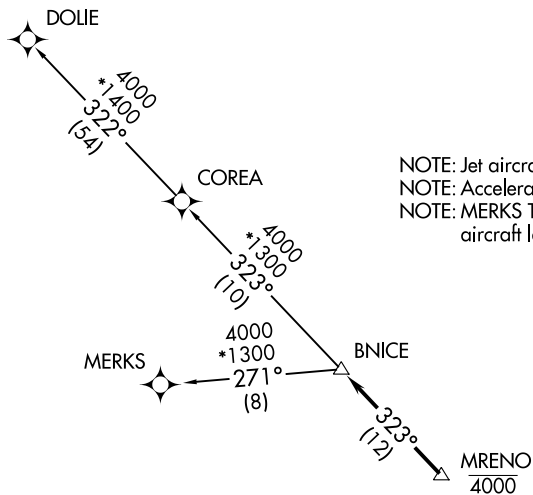 DOLIE
4000
*1400
322°
(54)
COREA
NOTE: Jet aircra
NOTE: Accelera
NOTE: MERKS T
aircraft l
4000
*1300
323°
(10)
4000
*1300
271°
(8)
MERKS
BNICE
323°
(12)
MRENO
4000